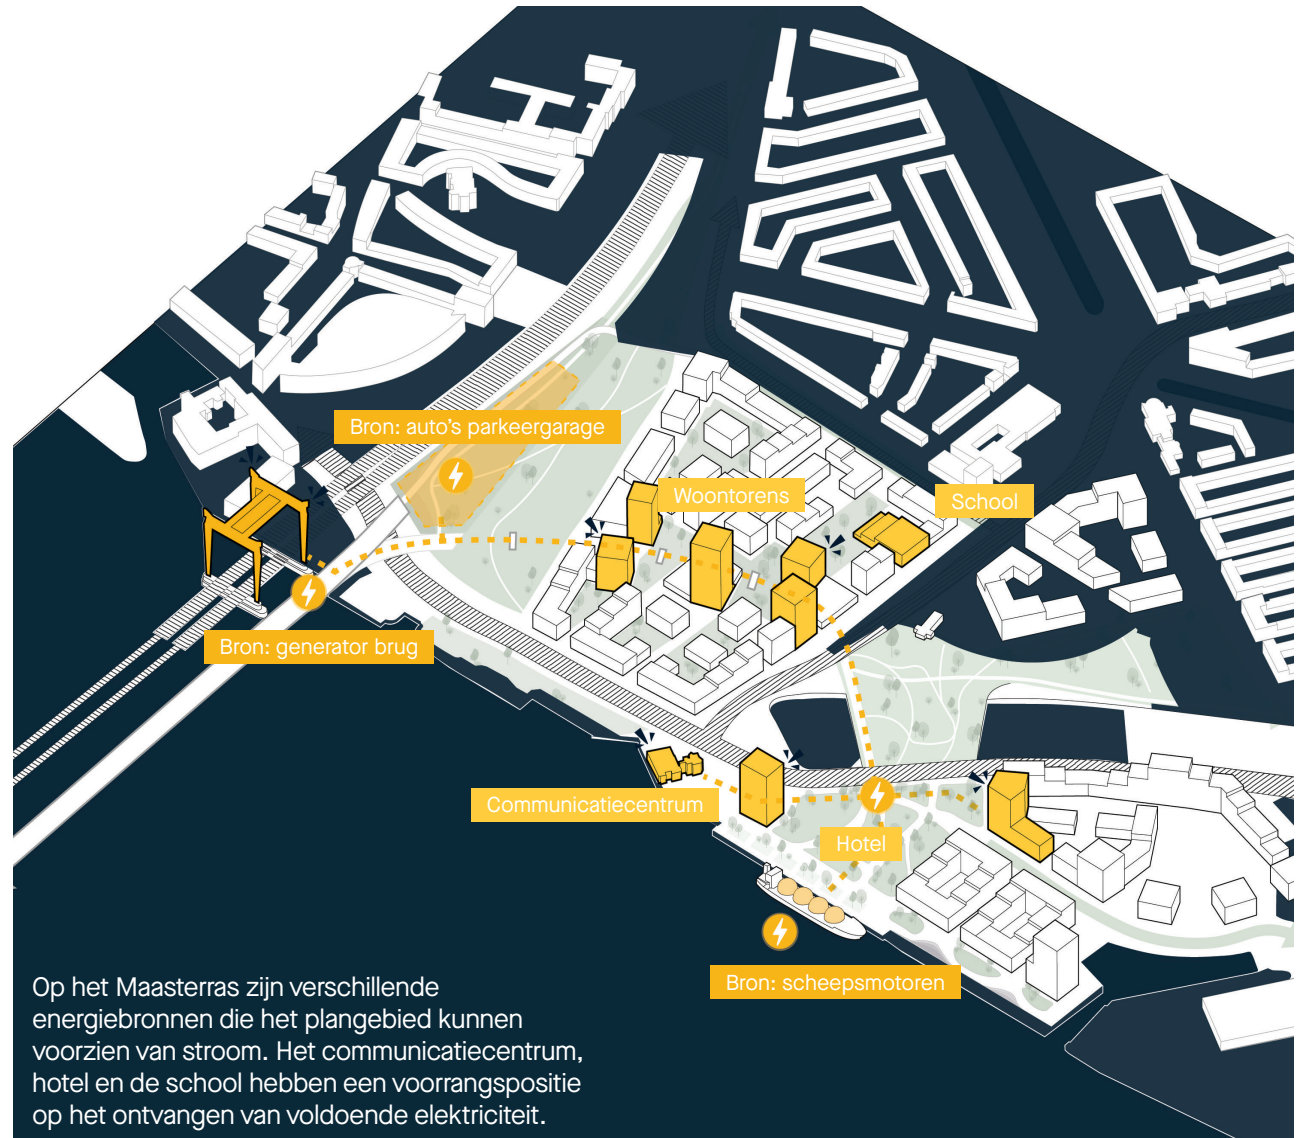 Bron: auto's parkeergarage
Woontorens
School
Bron: generator brug
Communicatiecentrum
Hotel
Bron: scheepsmotoren
Op het Maasterras zijn verschillende
energiebronnen die het plangebied kunnen
voorzien van stroom. Het communicatiecentrum,
hotel en de school hebben een voorrangspositie
op het ontvangen van voldoende elektriciteit.